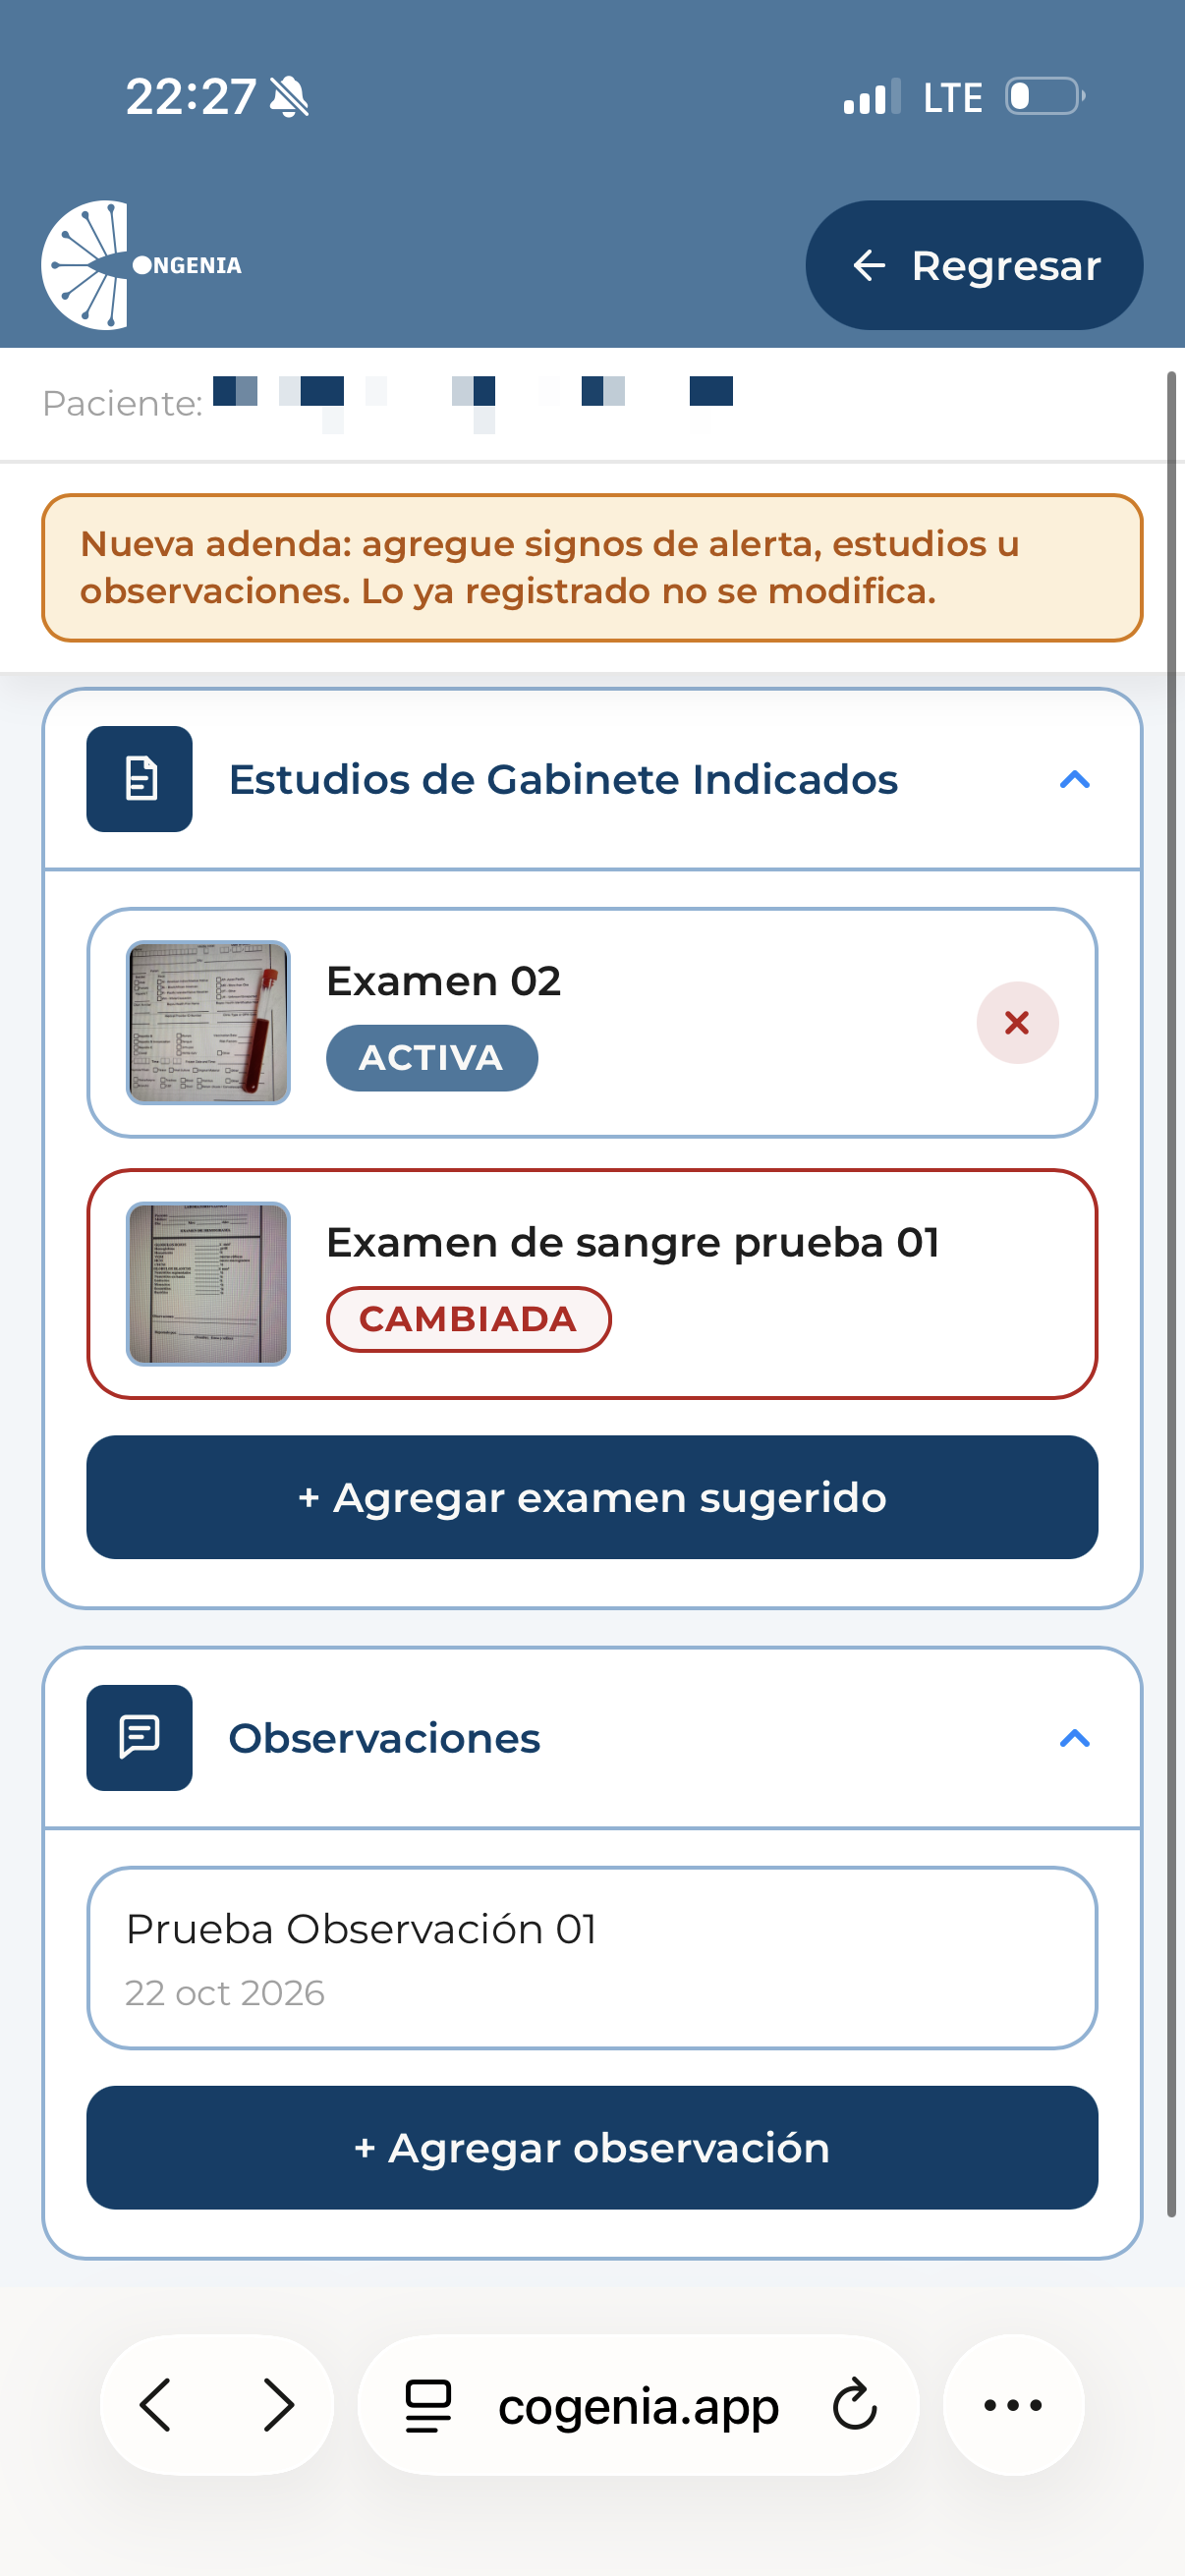 22:27
LTE
ONGENIA
← Regresar
Paciente:
Nueva adenda: agregue signos de alerta, estudios u
observaciones. Lo ya registrado no se modifica.
Estudios de Gabinete Indicados
Examen 02
ACTIVA
Examen de sangre prueba 01
CAMBIADA
+ Agregar examen sugerido
Observaciones
Prueba Observación 01
22 oct 2026
+ Agregar observación
cogenia.app